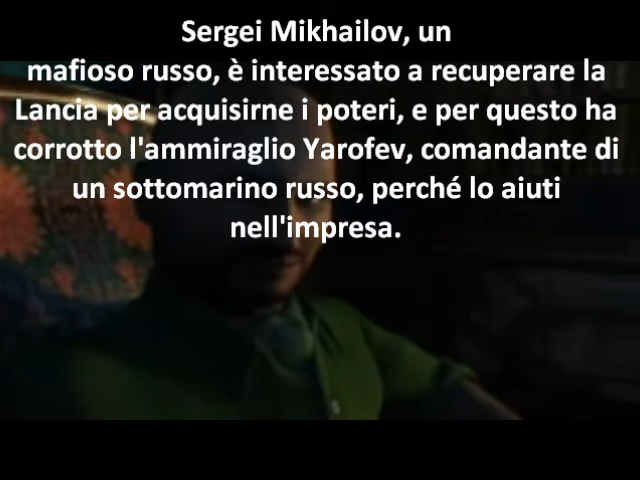 Sergei Mikhailov, un
mafioso russo, è interessato a recuperare la
Lancia per acquisirne i poteri, e per questo ha
corrotto l'ammiraglio Yarofev, comandante di
un sottomarino russo, perché lo aiuti
nell'impresa.